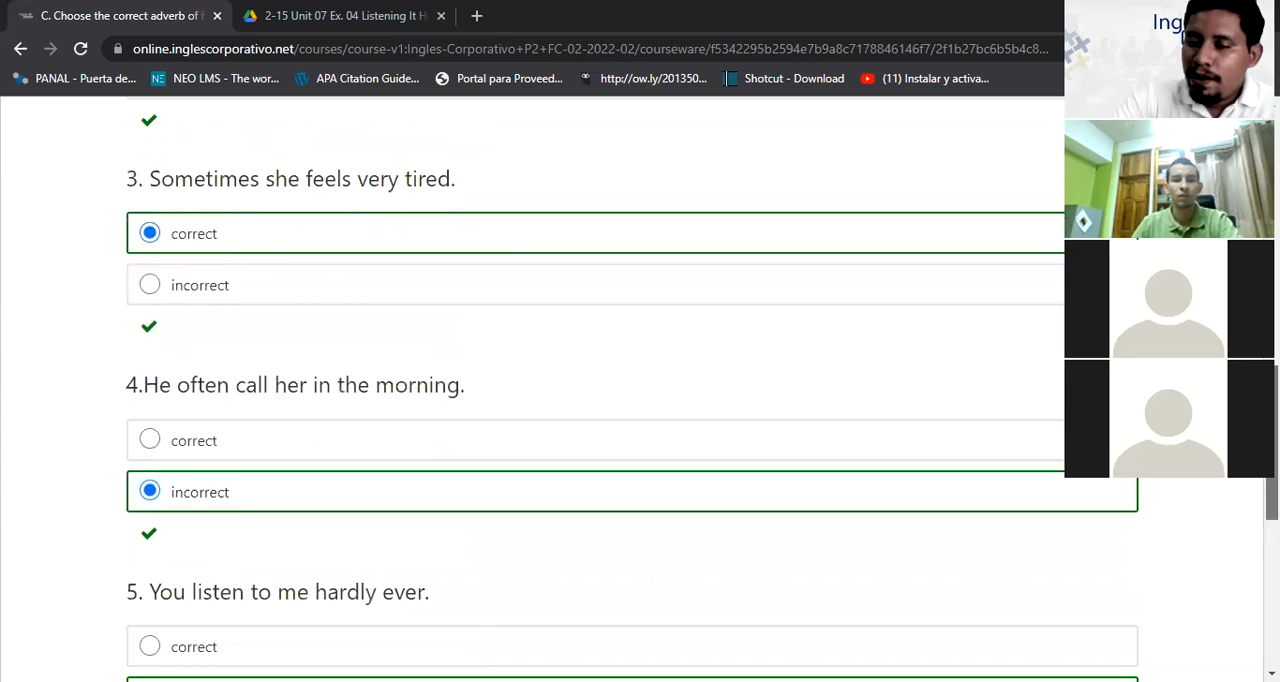 C. Choose the correct adverb of f
2-15 Unit 07 Ex. 04 Listening It H
online.inglescorporativo.net/courses/course-v1:Ingles-Corporativo+P2+FC-02-2022-02/courseware/f5342295b2594e7b9a8c7178846146f7/2f1b27bc6b5b4c8...
PANAL - Puerta de...
NEO LMS - The wor...
APA Citation Guide...
Portal para Proveed...
http://ow.ly/201350...
Shotcut - Download
(11) Instalar y activa...
Ing
3. Sometimes she feels very tired.
correct
incorrect
4.He often call her in the morning.
correct
incorrect
5. You listen to me hardly ever.
correct